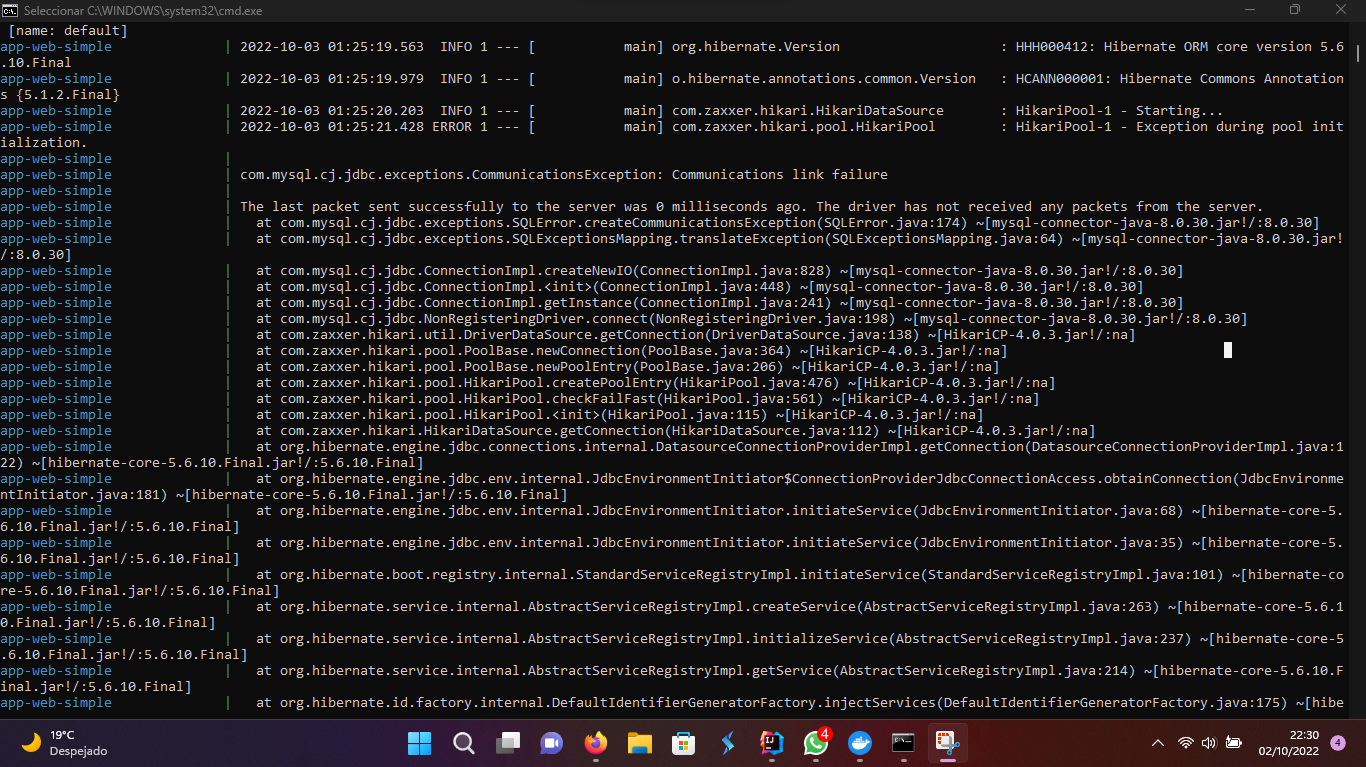 Seleccionar C:\WINDOWS\system32\cmd.exe
[name: default]
app-web-simple | 2022-10-03 01:25:19.563 INFO 1 --- [ main] org.hibernate.Version : HHH000412: Hibernate ORM core version 5.6
.10.Final
app-web-simple | 2022-10-03 01:25:19.979 INFO 1 --- [ main] o.hibernate.annotations.common.Version : HCANN000001: Hibernate Commons Annotation
s {5.1.2.Final}
app-web-simple | 2022-10-03 01:25:20.203 INFO 1 --- [ main] com.zaxxer.hikari.HikariDataSource : HikariPool-1 - Starting...
app-web-simple | 2022-10-03 01:25:21.428 ERROR 1 --- [ main] com.zaxxer.hikari.pool.HikariPool : HikariPool-1 - Exception during pool init
ialization.
app-web-simple |
app-web-simple | com.mysql.cj.jdbc.exceptions.CommunicationsException: Communications link failure
app-web-simple |
app-web-simple | The last packet sent successfully to the server was 0 milliseconds ago. The driver has not received any packets from the server.
app-web-simple | at com.mysql.cj.jdbc.exceptions.SQLError.createCommunicationsException(SQLError.java:174) ~[mysql-connector-java-8.0.30.jar!/:8.0.30]
app-web-simple | at com.mysql.cj.jdbc.exceptions.SQLExceptionsMapping.translateException(SQLExceptionsMapping.java:64) ~[mysql-connector-java-8.0.30.jar!
/:8.0.30]
app-web-simple | at com.mysql.cj.jdbc.ConnectionImpl.createNewIO(ConnectionImpl.java:828) ~[mysql-connector-java-8.0.30.jar!/:8.0.30]
app-web-simple | at com.mysql.cj.jdbc.ConnectionImpl.<init>(ConnectionImpl.java:448) ~[mysql-connector-java-8.0.30.jar!/:8.0.30]
app-web-simple | at com.mysql.cj.jdbc.ConnectionImpl.getInstance(ConnectionImpl.java:241) ~[mysql-connector-java-8.0.30.jar!/:8.0.30]
app-web-simple | at com.mysql.cj.jdbc.NonRegisteringDriver.connect(NonRegisteringDriver.java:198) ~[mysql-connector-java-8.0.30.jar!/:8.0.30]
app-web-simple | at com.zaxxer.hikari.util.DriverDataSource.getConnection(DriverDataSource.java:138) ~[HikariCP-4.0.3.jar!/:na]
app-web-simple | at com.zaxxer.hikari.pool.PoolBase.newConnection(PoolBase.java:364) ~[HikariCP-4.0.3.jar!/:na]
app-web-simple | at com.zaxxer.hikari.pool.PoolBase.newPoolEntry(PoolBase.java:206) ~[HikariCP-4.0.3.jar!/:na]
app-web-simple | at com.zaxxer.hikari.pool.HikariPool.createPoolEntry(HikariPool.java:476) ~[HikariCP-4.0.3.jar!/:na]
app-web-simple | at com.zaxxer.hikari.pool.HikariPool.checkFailFast(HikariPool.java:561) ~[HikariCP-4.0.3.jar!/:na]
app-web-simple | at com.zaxxer.hikari.pool.HikariPool.<init>(HikariPool.java:115) ~[HikariCP-4.0.3.jar!/:na]
app-web-simple | at com.zaxxer.hikari.HikariDataSource.getConnection(HikariDataSource.java:112) ~[HikariCP-4.0.3.jar!/:na]
app-web-simple | at org.hibernate.engine.jdbc.connections.internal.DatasourceConnectionProviderImpl.getConnection(DatasourceConnectionProviderImpl.java:1
22) ~[hibernate-core-5.6.10.Final.jar!/:5.6.10.Final]
app-web-simple | at org.hibernate.engine.jdbc.env.internal.JdbcEnvironmentInitiator$ConnectionProviderJdbcConnectionAccess.obtainConnection(JdbcEnvironme
ntInitiator.java:181) ~[hibernate-core-5.6.10.Final.jar!/:5.6.10.Final]
app-web-simple | at org.hibernate.engine.jdbc.env.internal.JdbcEnvironmentInitiator.initiateService(JdbcEnvironmentInitiator.java:68) ~[hibernate-core-5.
6.10.Final.jar!/:5.6.10.Final]
app-web-simple | at org.hibernate.engine.jdbc.env.internal.JdbcEnvironmentInitiator.initiateService(JdbcEnvironmentInitiator.java:35) ~[hibernate-core-5.
6.10.Final.jar!/:5.6.10.Final]
app-web-simple | at org.hibernate.boot.registry.internal.StandardServiceRegistryImpl.initiateService(StandardServiceRegistryImpl.java:101) ~[hibernate-co
re-5.6.10.Final.jar!/:5.6.10.Final]
app-web-simple | at org.hibernate.service.internal.AbstractServiceRegistryImpl.createService(AbstractServiceRegistryImpl.java:263) ~[hibernate-core-5.6.1
0.Final.jar!/:5.6.10.Final]
app-web-simple | at org.hibernate.service.internal.AbstractServiceRegistryImpl.initializeService(AbstractServiceRegistryImpl.java:237) ~[hibernate-core-5
.6.10.Final.jar!/:5.6.10.Final]
app-web-simple | at org.hibernate.service.internal.AbstractServiceRegistryImpl.getService(AbstractServiceRegistryImpl.java:214) ~[hibernate-core-5.6.10.F
inal.jar!/:5.6.10.Final]
app-web-simple | at org.hibernate.id.factory.internal.DefaultIdentifierGeneratorFactory.injectServices(DefaultIdentifierGeneratorFactory.java:175) ~[hibe
19°C
Despejado
4
22:30
02/10/2022
4